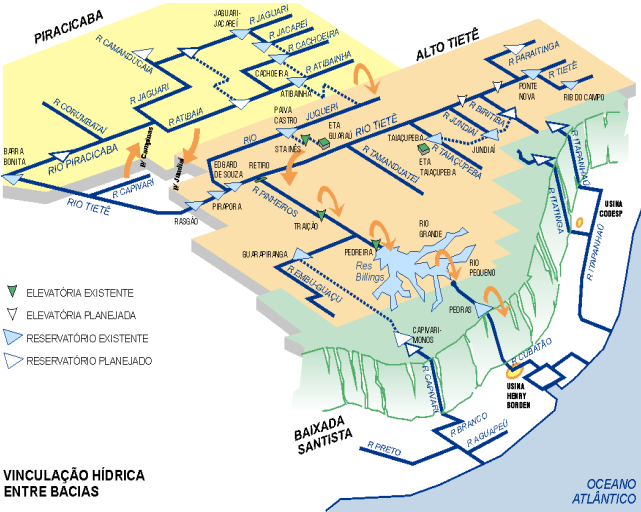 PIRACICABA
JAGUARI-
JACAREÍ
R JAGUARI
R JACAREÍ
R CACHOEIRA
R CAMANDUCAIA
CACHOEIRA
R ATIBAINHA
ATIBAINHA
ALTO TIETÊ
R PARAITINGA
R TIETÊ
PONTE
NOVA
RIB DO CAMPO
R JAGUARI
R CORUMBATAÍ
R ATIBAIA
PAIVA
CASTRO
JUQUERI
ETA
GUARAÚ
RIO TIETÊ
R BIRITIBA
TAIAÇUPEBA
R JUNDIAÍ
JUNDIAÍ
R TAIAÇUPEBA
ETA
TAIAÇUPEBA
BARRA
BONITA
RIO PIRACICABA
P/ Campinas
P/ Jundiaí
RIO
STA INÊS
EDGARD
DE SOUZA
RETIRO
R TAMANDUATEÍ
R ITAPANHAÚ
R CAPIVARI
RIO TIETÊ
RASGÃO
PIRAPORA
R PINHEIROS
TRAIÇÃO
R ITATINGA
USINA
CODESP
R ITAPANHAÚ
GUARAPIRANGA
PEDREIRA
RIO
GRANDE
Res
Billings
RIO
PEQUENO
R EMBU-GUAÇU
PEDRAS
ELEVATÓRIA EXISTENTE
ELEVATÓRIA PLANEJADA
RESERVATÓRIO EXISTENTE
RESERVATÓRIO PLANEJADO
CAPIVARI-
MONOS
R CAPIVARI
R CUBATÃO
USINA
HENRY
BORDEN
BAIXADA
SANTISTA
R BRANCO
R AGUAPEÚ
R PRETO
VINCULAÇÃO HÍDRICA
ENTRE BACIAS
OCEANO
ATLÂNTICO